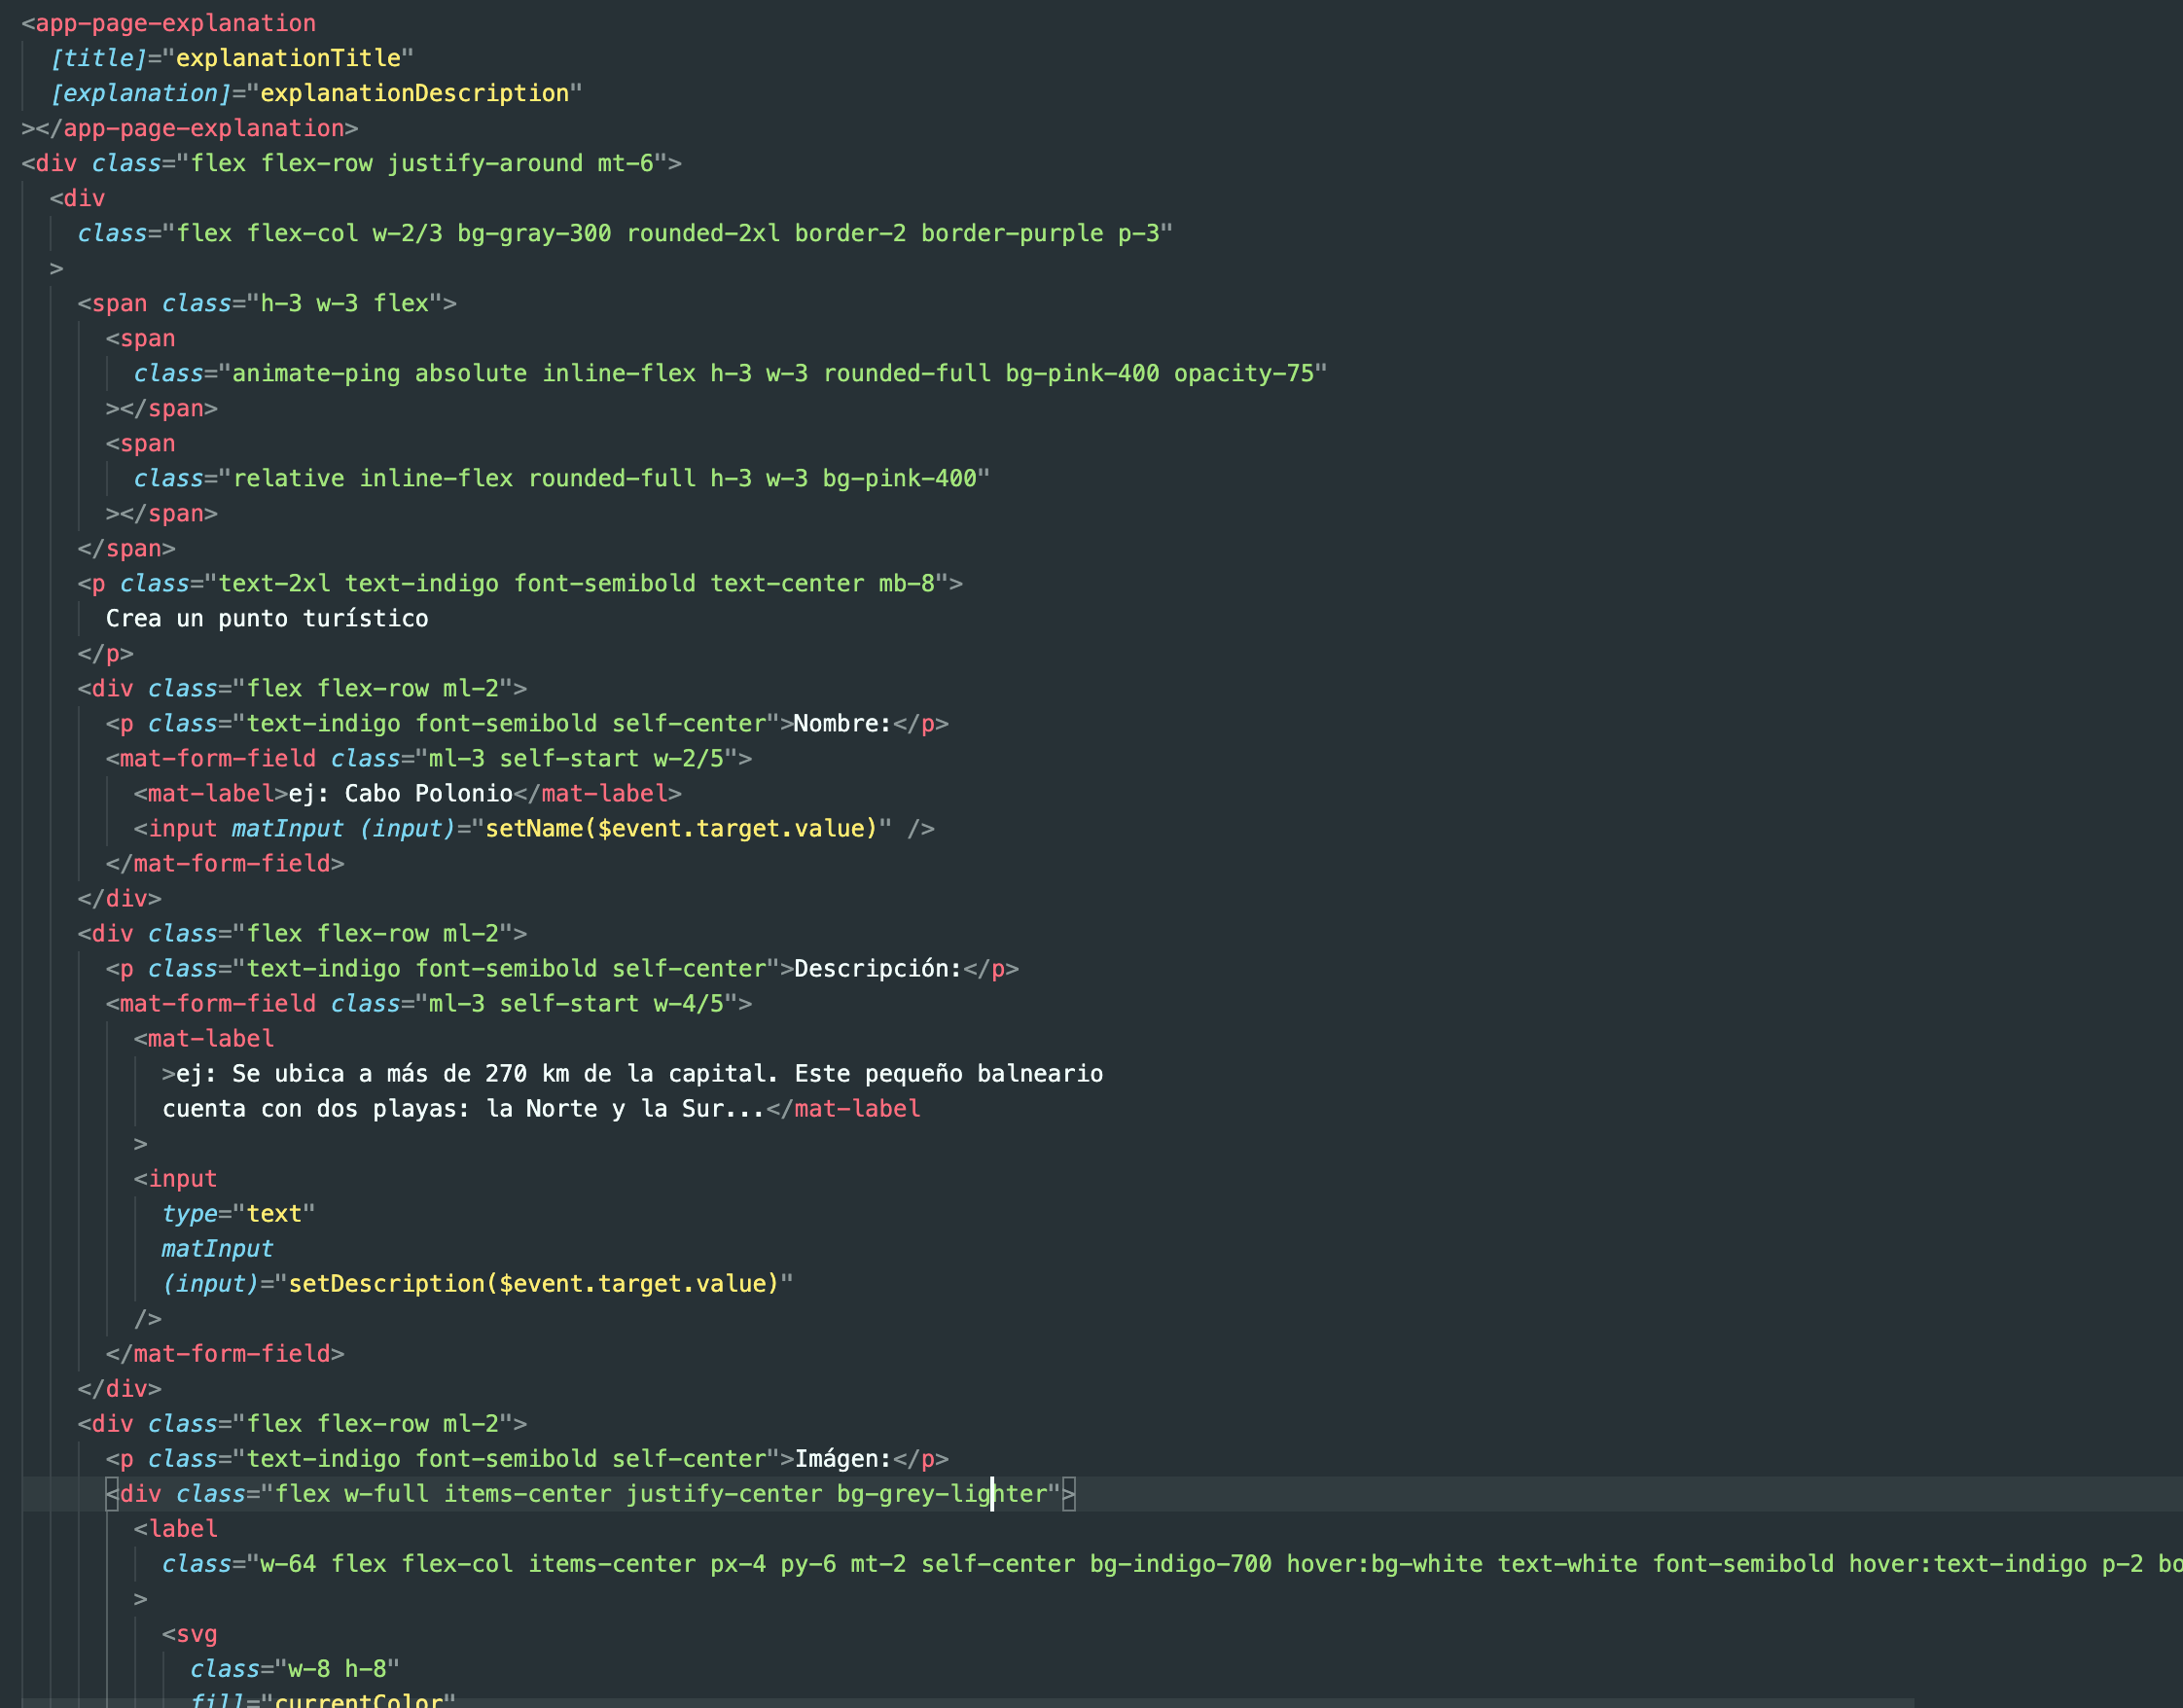 <app-page-explanation
[title]="explanationTitle"
[explanation]="explanationDescription"
></app-page-explanation>
<div class="flex flex-row justify-around mt-6">
<div
class="flex flex-col w-2/3 bg-gray-300 rounded-2xl border-2 border-purple p-3"
>
<span class="h-3 w-3 flex">
<span
class="animate-ping absolute inline-flex h-3 w-3 rounded-full bg-pink-400 opacity-75"
></span>
<span
class="relative inline-flex rounded-full h-3 w-3 bg-pink-400"
></span>
</span>
<p class="text-2xl text-indigo font-semibold text-center mb-8">
Crea un punto turístico
</p>
<div class="flex flex-row ml-2">
<p class="text-indigo font-semibold self-center">Nombre:</p>
<mat-form-field class="ml-3 self-start w-2/5">
<mat-label>ej: Cabo Polonio</mat-label>
<input matInput (input)="setName($event.target.value)" />
</mat-form-field>
</div>
<div class="flex flex-row ml-2">
<p class="text-indigo font-semibold self-center">Descripción:</p>
<mat-form-field class="ml-3 self-start w-4/5">
<mat-label
>ej: Se ubica a más de 270 km de la capital. Este pequeño balneario
cuenta con dos playas: la Norte y la Sur...</mat-label
>
<input
type="text"
matInput
(input)="setDescription($event.target.value)"
/>
</mat-form-field>
</div>
<div class="flex flex-row ml-2">
<p class="text-indigo font-semibold self-center">Imágen:</p>
<div class="flex w-full items-center justify-center bg-grey-lighter">
<label
class="w-64 flex flex-col items-center px-4 py-6 mt-2 self-center bg-indigo-700 hover:bg-white text-white font-semibold hover:text-indigo p-2 bo
>
<svg
class="w-8 h-8"
fill="currentColor"